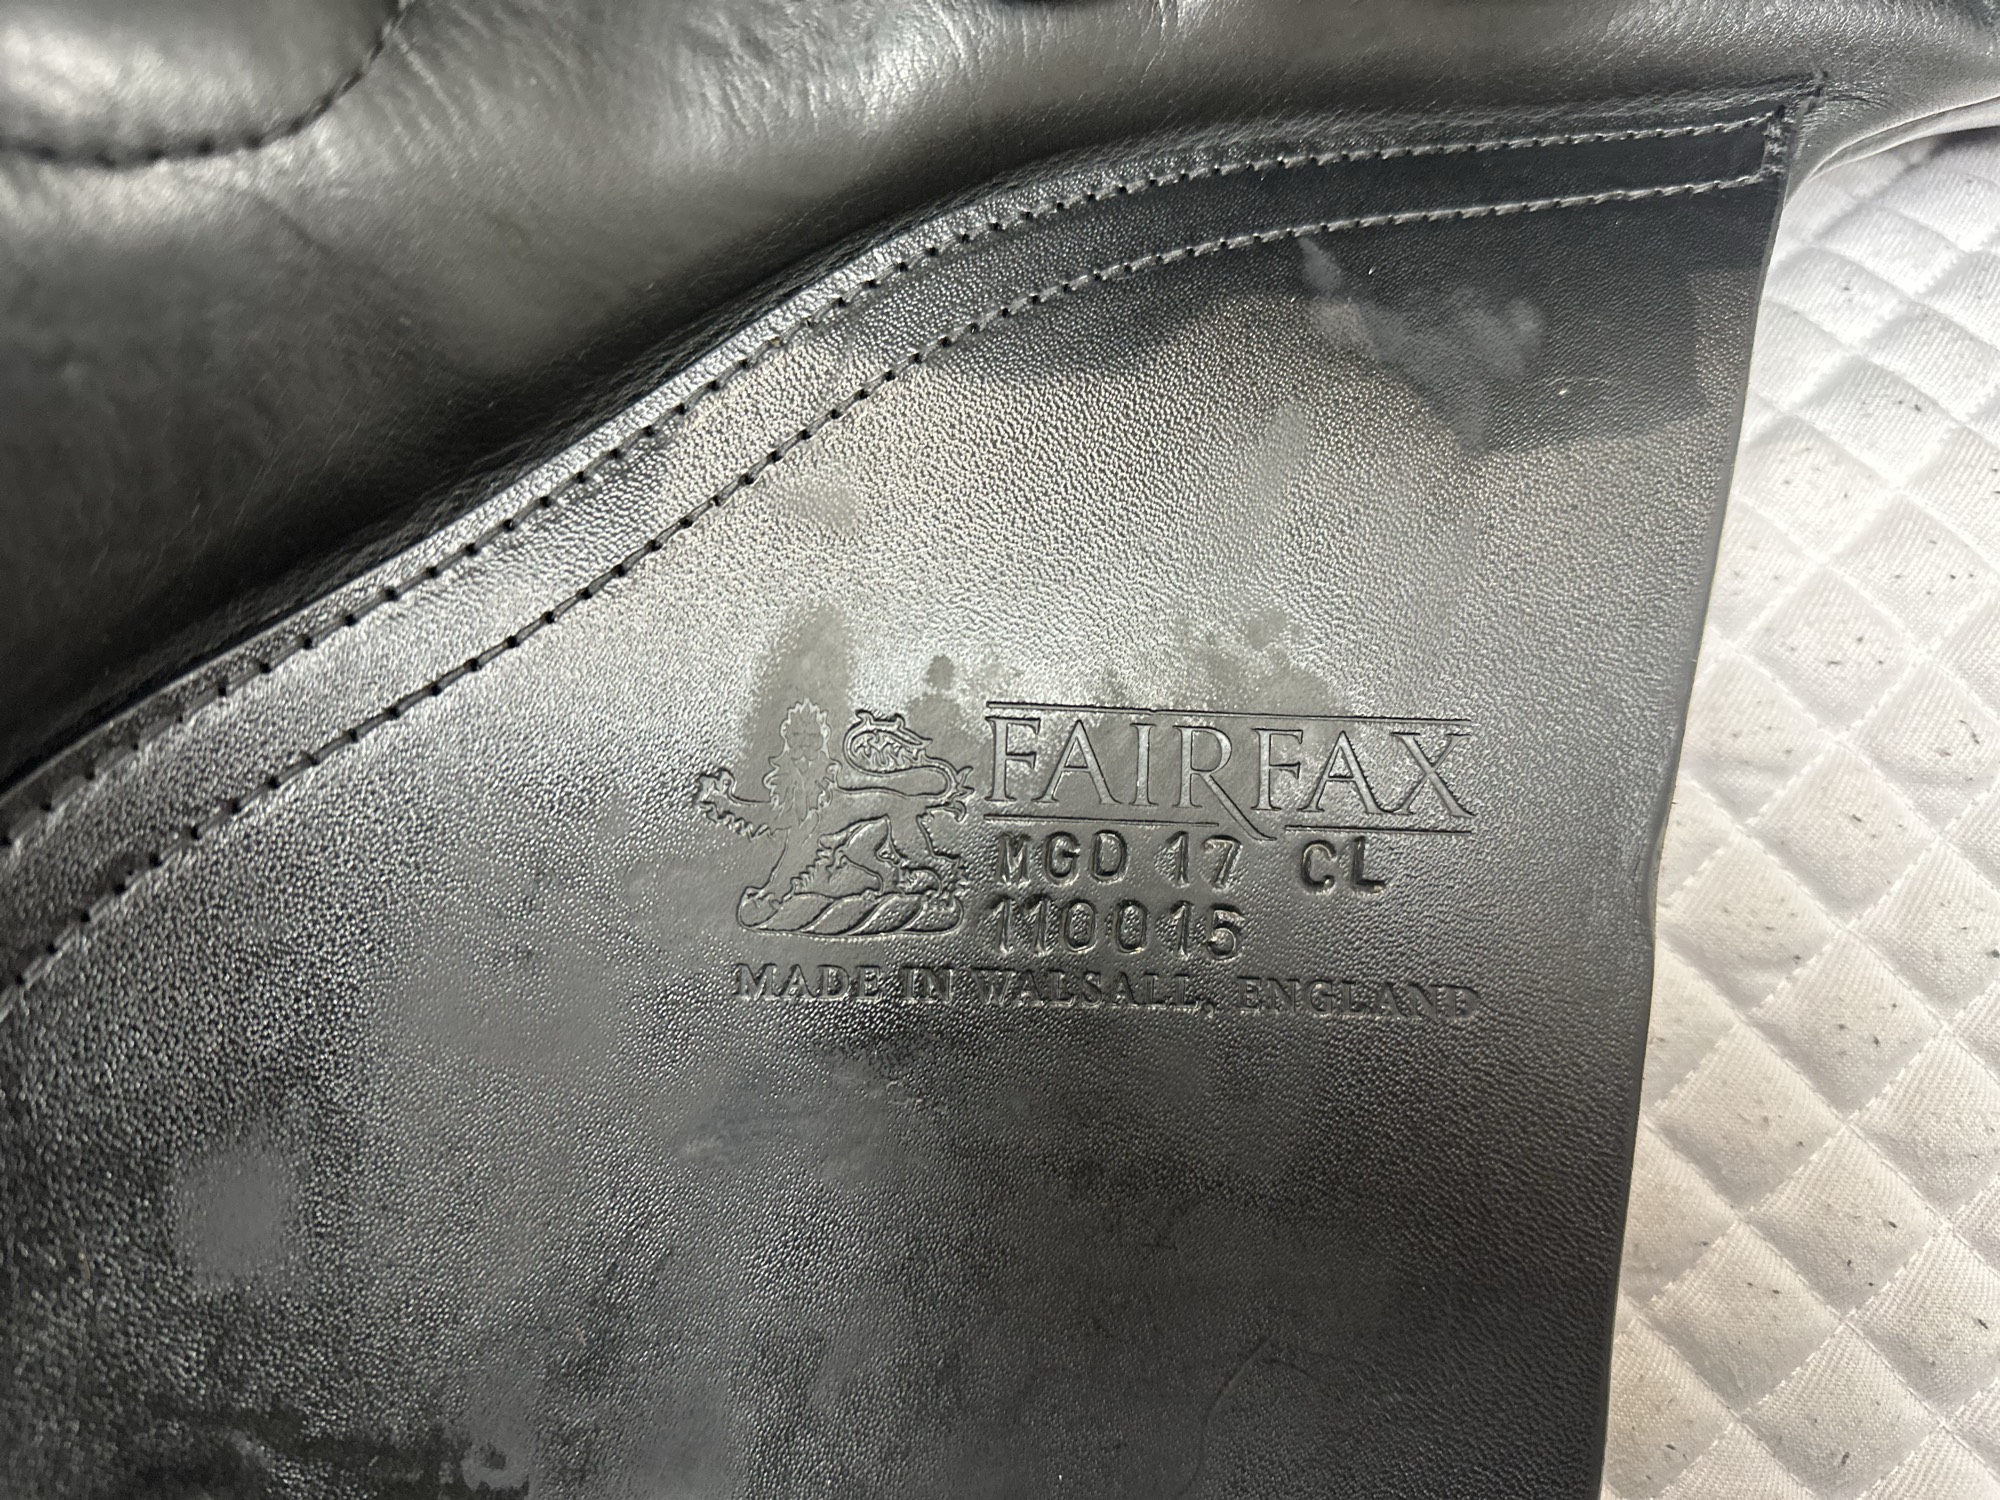 FAIRFAX
MGD 17 CL
110015
MADE IN WALSALL, ENGLAND